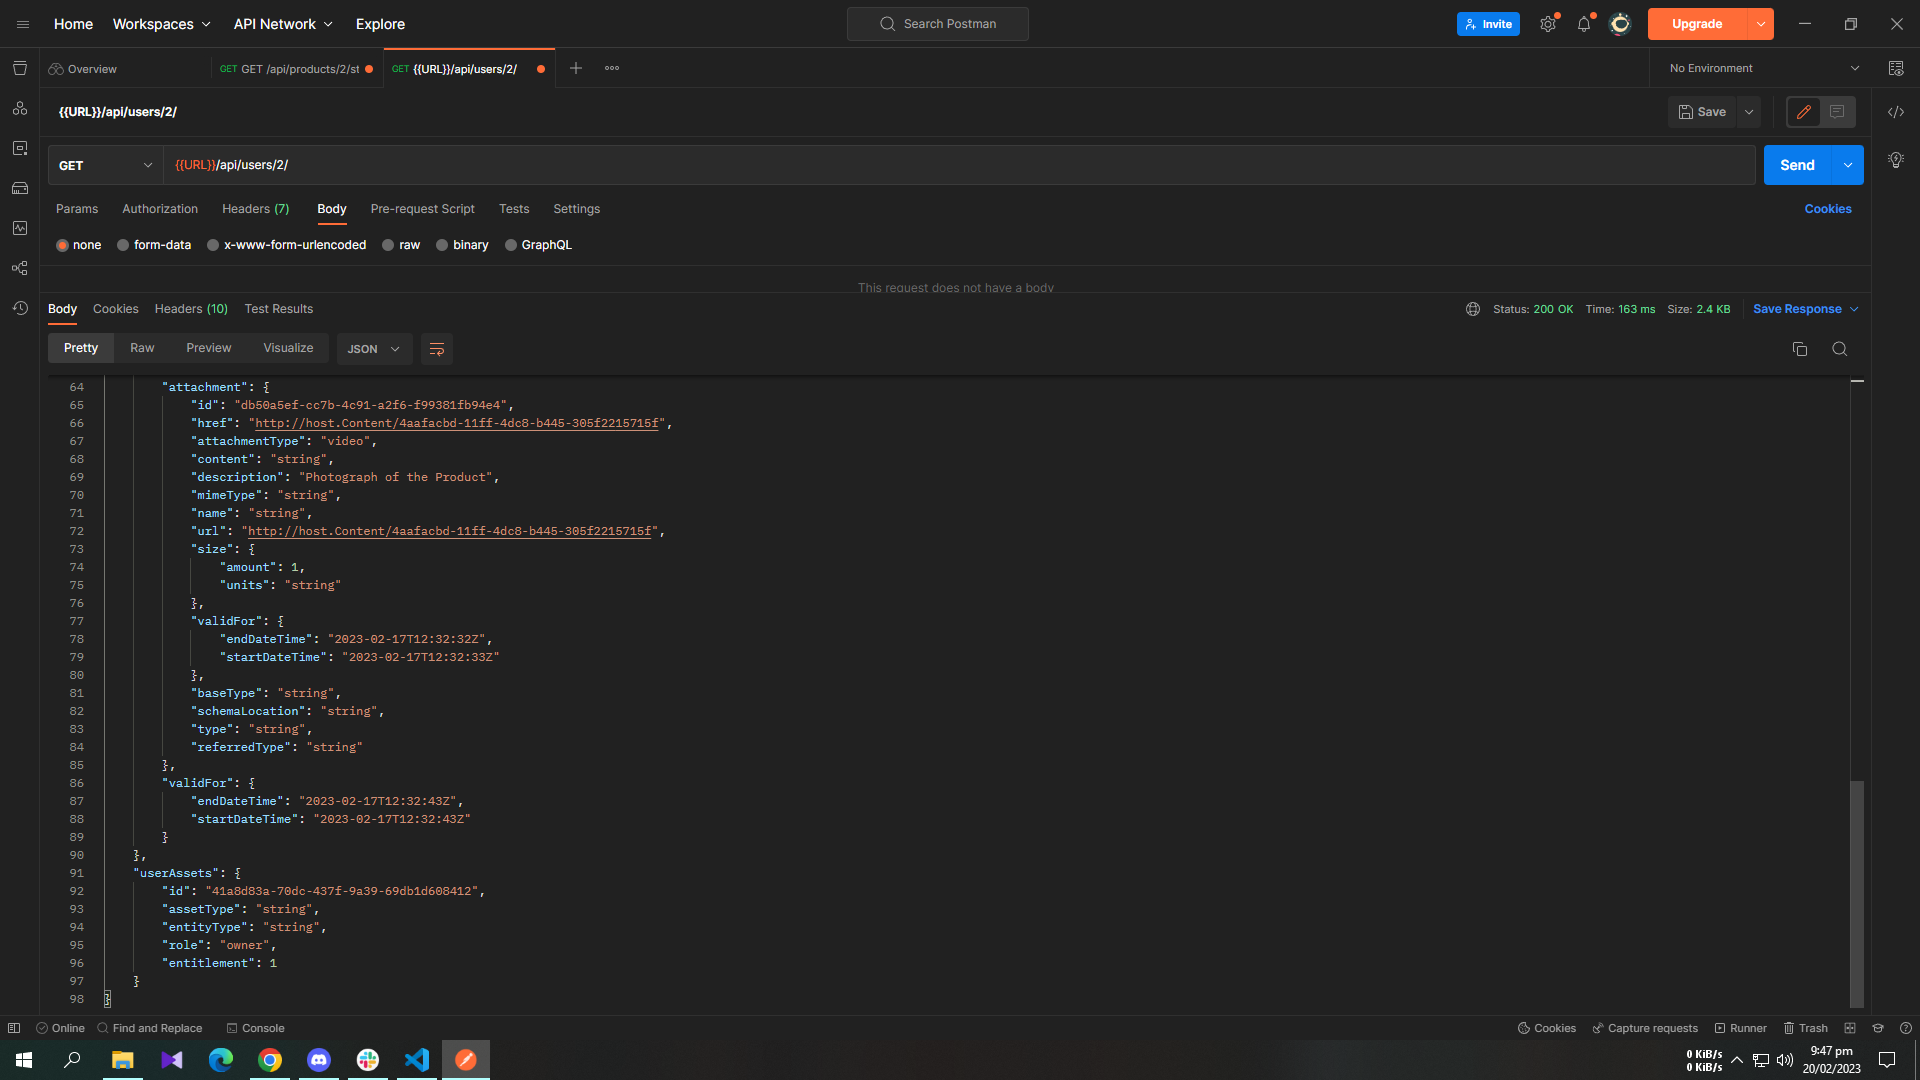 Home Workspaces API Network Explore Search Postman Invite Upgrade
Overview GET GET /api/products/2/st GET {{URL}}/api/users/2/ No Environment
{{URL}}/api/users/2/ Save
GET {{URL}}/api/users/2/ Send
Params Authorization Headers (7) Body Pre-request Script Tests Settings Cookies
none form-data x-www-form-urlencoded raw binary GraphQL
This request does not have a body
Body Cookies Headers (10) Test Results Status: 200 OK Time: 163 ms Size: 2.4 KB Save Response
Pretty Raw Preview Visualize JSON
64 "attachment": {
65 "id": "db50a5ef-cc7b-4c91-a2f6-f99381fb94e4",
66 "href": "http://host.Content/4aafacbd-11ff-4dc8-b445-305f2215715f",
67 "attachmentType": "video",
68 "content": "string",
69 "description": "Photograph of the Product",
70 "mimeType": "string",
71 "name": "string",
72 "url": "http://host.Content/4aafacbd-11ff-4dc8-b445-305f2215715f",
73 "size": {
74 "amount": 1,
75 "units": "string"
76 },
77 "validFor": {
78 "endDateTime": "2023-02-17T12:32:32Z",
79 "startDateTime": "2023-02-17T12:32:33Z"
80 },
81 "baseType": "string",
82 "schemaLocation": "string",
83 "type": "string",
84 "referredType": "string"
85 },
86 "validFor": {
87 "endDateTime": "2023-02-17T12:32:43Z",
88 "startDateTime": "2023-02-17T12:32:43Z"
89 }
90 },
91 "userAssets": {
92 "id": "41a8d83a-70dc-437f-9a39-69db1d608412",
93 "assetType": "string",
94 "entityType": "string",
95 "role": "owner",
96 "entitlement": 1
97 }
98 }
Online Find and Replace Console Cookies Capture requests Runner Trash
0 KiB/s 9:47 pm
0 KiB/s 20/02/2023